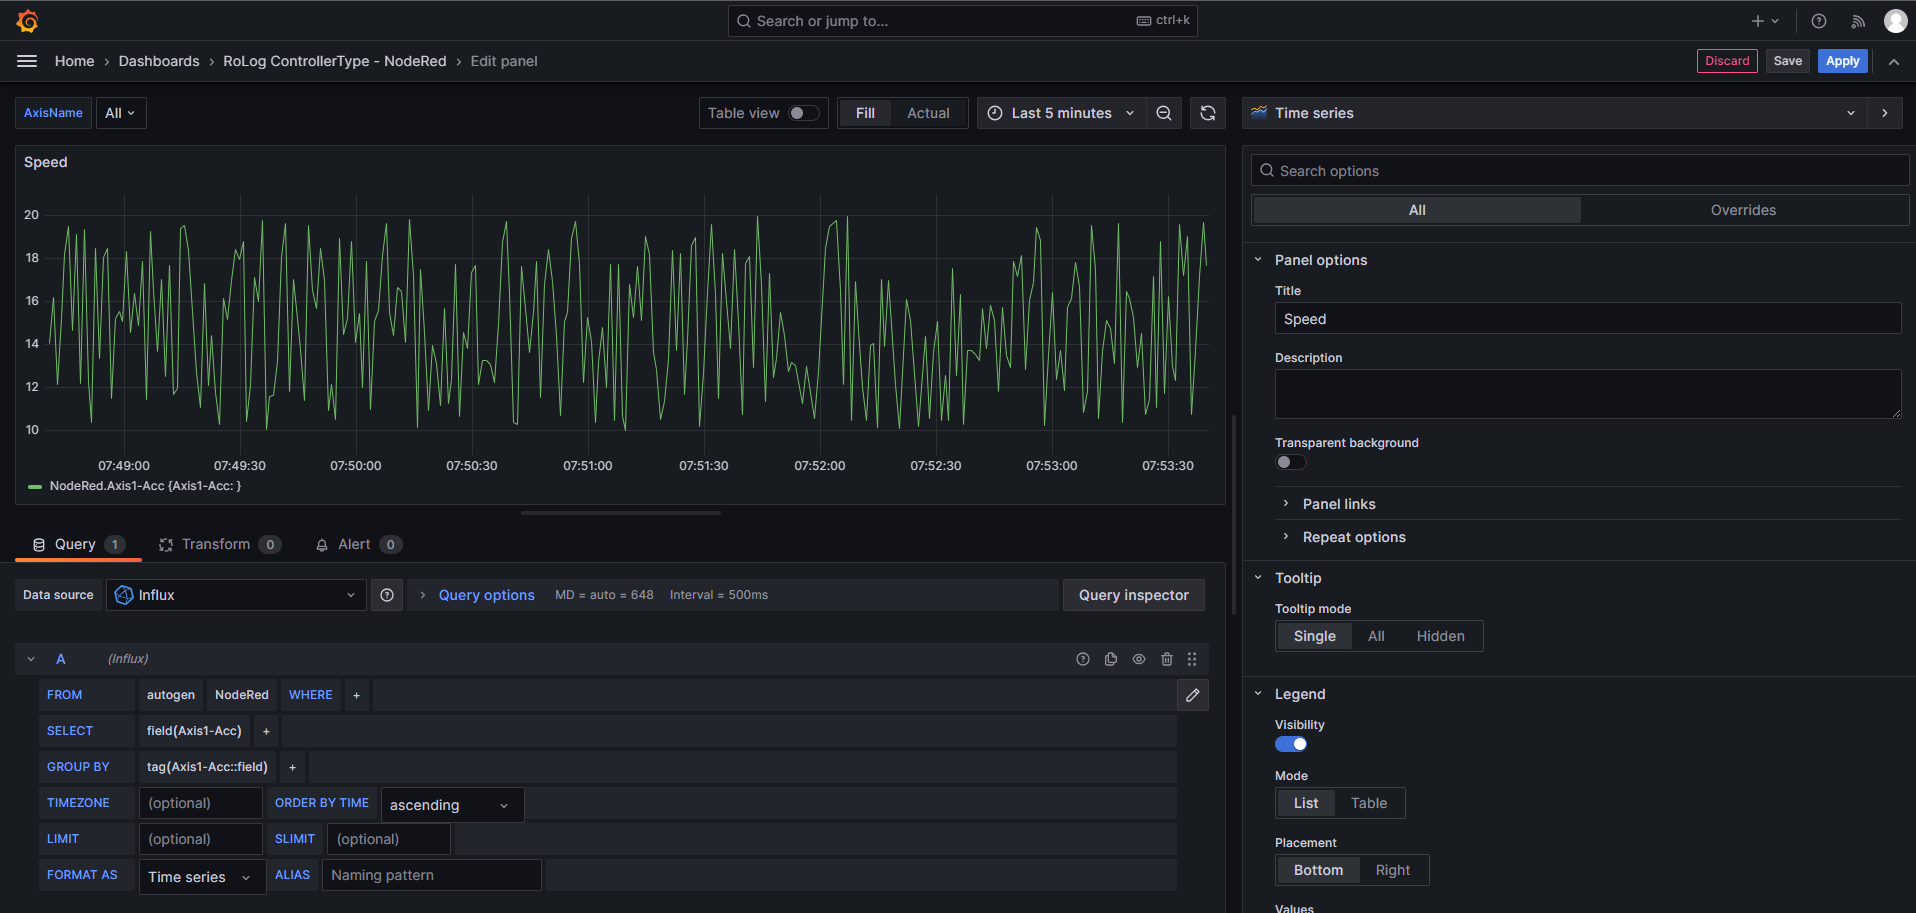 Search or jump to... ctrl+k
Home › Dashboards › RoLog ControllerType - NodeRed › Edit panel
Discard Save Apply
AxisName All
Table view Fill Actual Last 5 minutes
Speed
20
18
16
14
12
10
07:49:00 07:49:30 07:50:00 07:50:30 07:51:00 07:51:30 07:52:00 07:52:30 07:53:00 07:53:30
NodeRed.Axis1-Acc {Axis1-Acc: }
Query 1 Transform 0 Alert 0
Data source Influx Query options MD = auto = 648 Interval = 500ms Query inspector
A (Influx)
FROM autogen NodeRed WHERE +
SELECT field(Axis1-Acc) +
GROUP BY tag(Axis1-Acc::field) +
TIMEZONE (optional) ORDER BY TIME ascending
LIMIT (optional) SLIMIT (optional)
FORMAT AS Time series ALIAS Naming pattern
Time series
Search options
All Overrides
Panel options
Title
Speed
Description
Transparent background
Panel links
Repeat options
Tooltip
Tooltip mode
Single All Hidden
Legend
Visibility
Mode
List Table
Placement
Bottom Right
Values